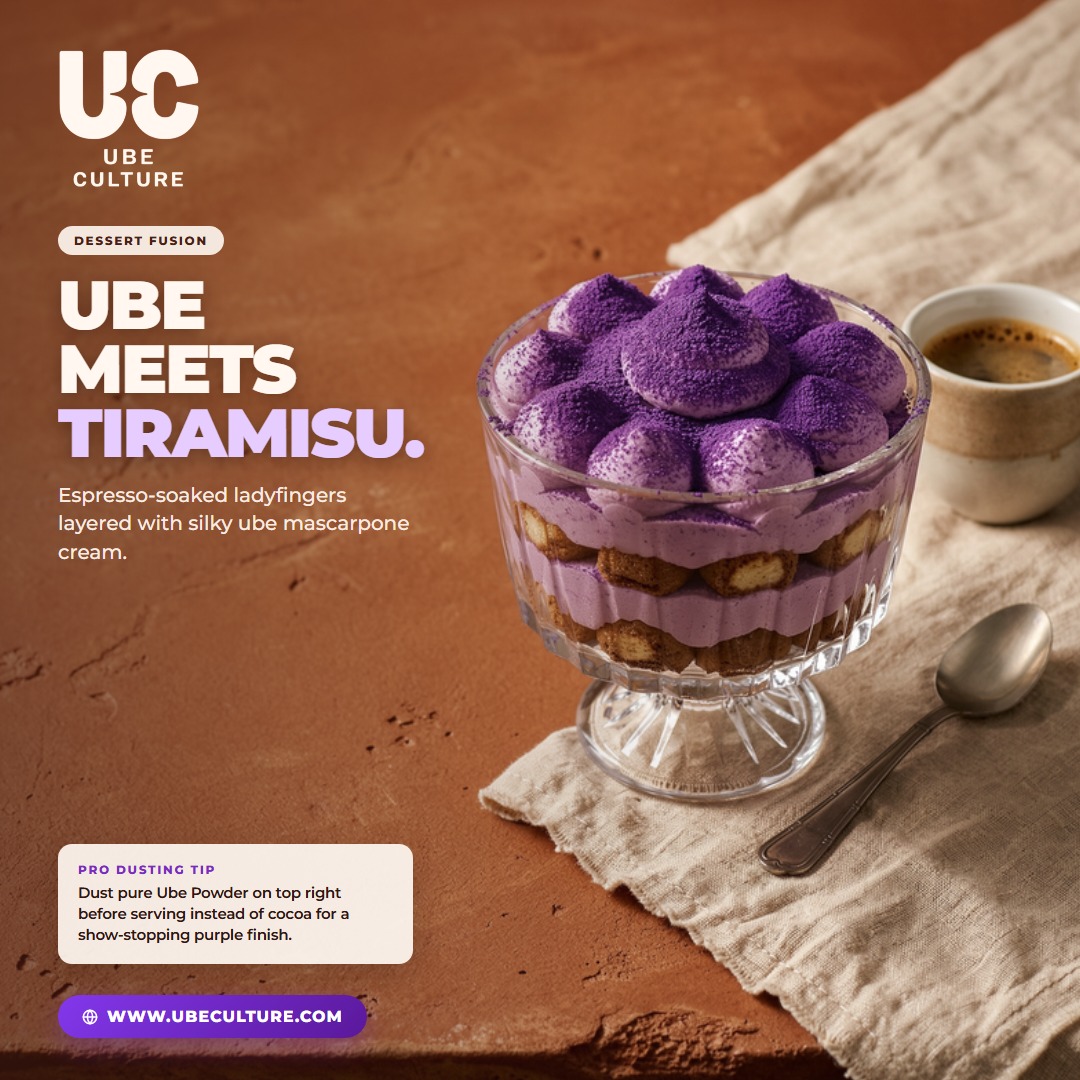 UC
UBE
CULTURE
DESSERT FUSION
UBE
MEETS
TIRAMISU.
Espresso-soaked ladyfingers
layered with silky ube mascarpone
cream.
PRO DUSTING TIP
Dust pure Ube Powder on top right
before serving instead of cocoa for a
show-stopping purple finish.
WWW.UBECULTURE.COM